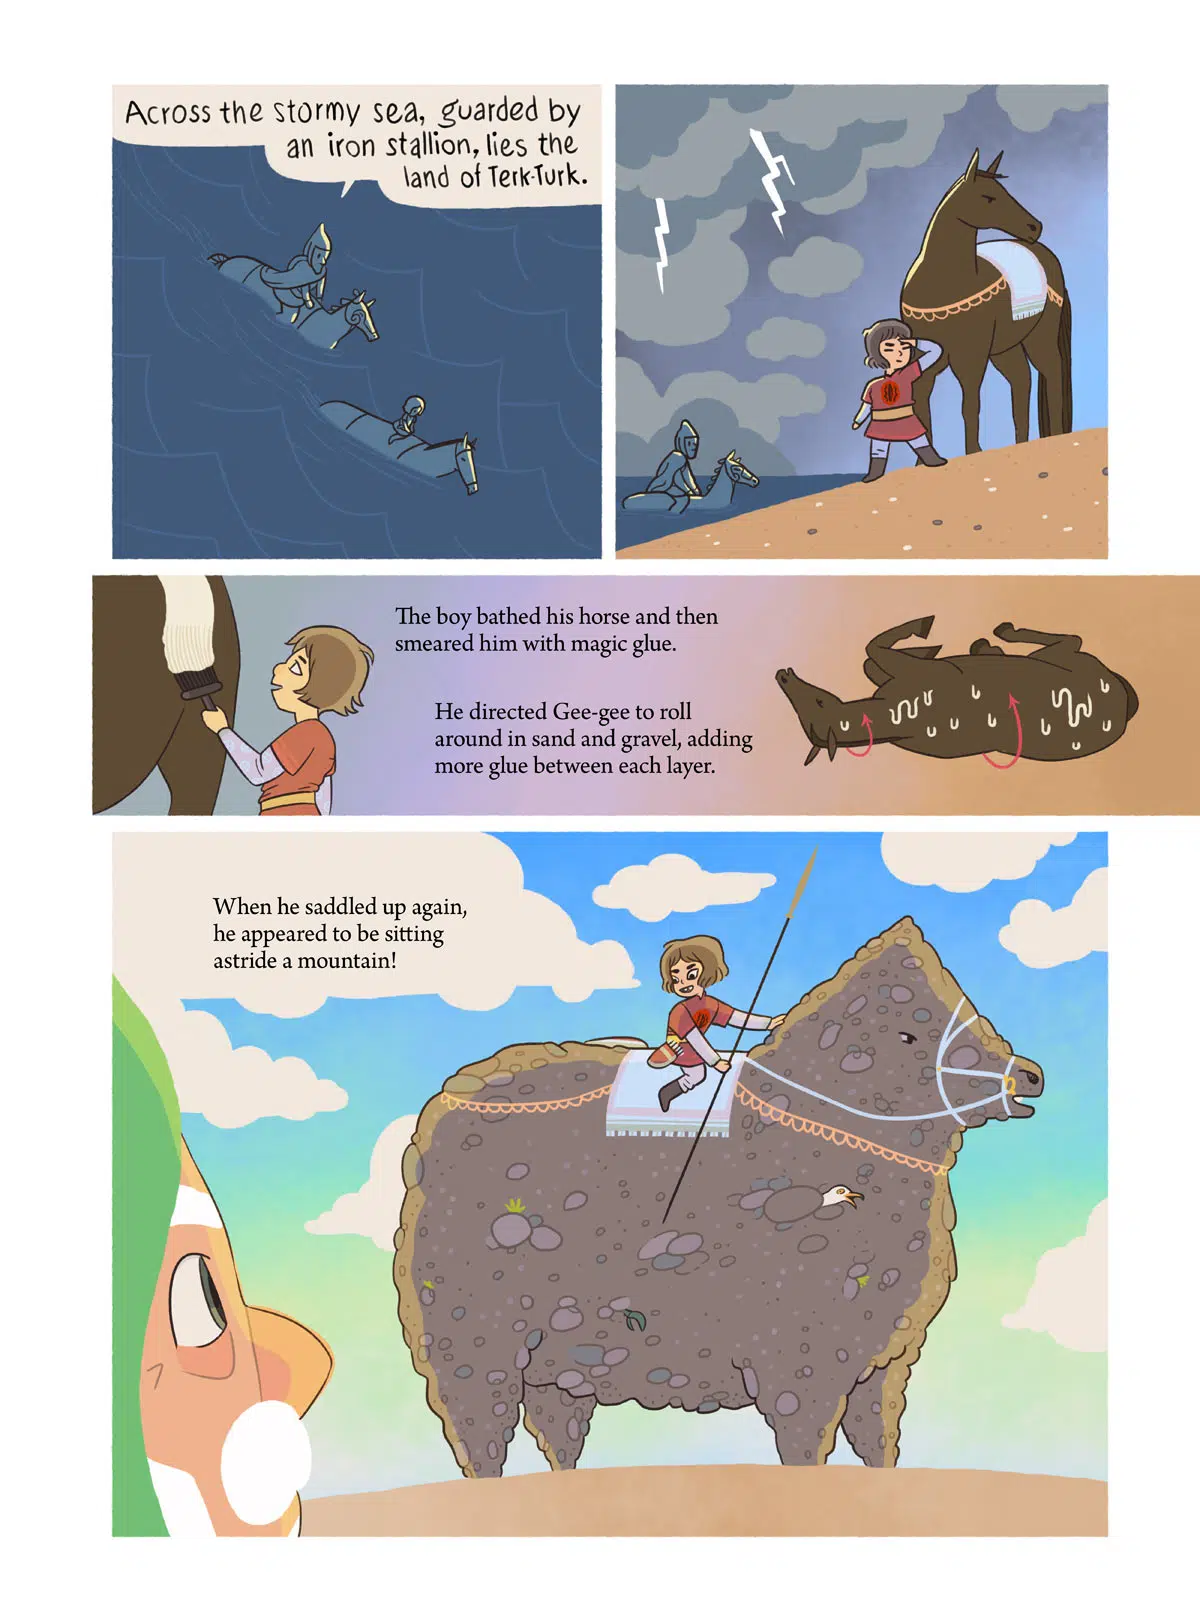 Across the stormy sea, guarded by
an iron stallion, lies the
land of Terk-Turk.
The boy bathed his horse and then
smeared him with magic glue.
He directed Gee-gee to roll
around in sand and gravel, adding
more glue between each layer.
When he saddled up again,
he appeared to be sitting
astride a mountain!